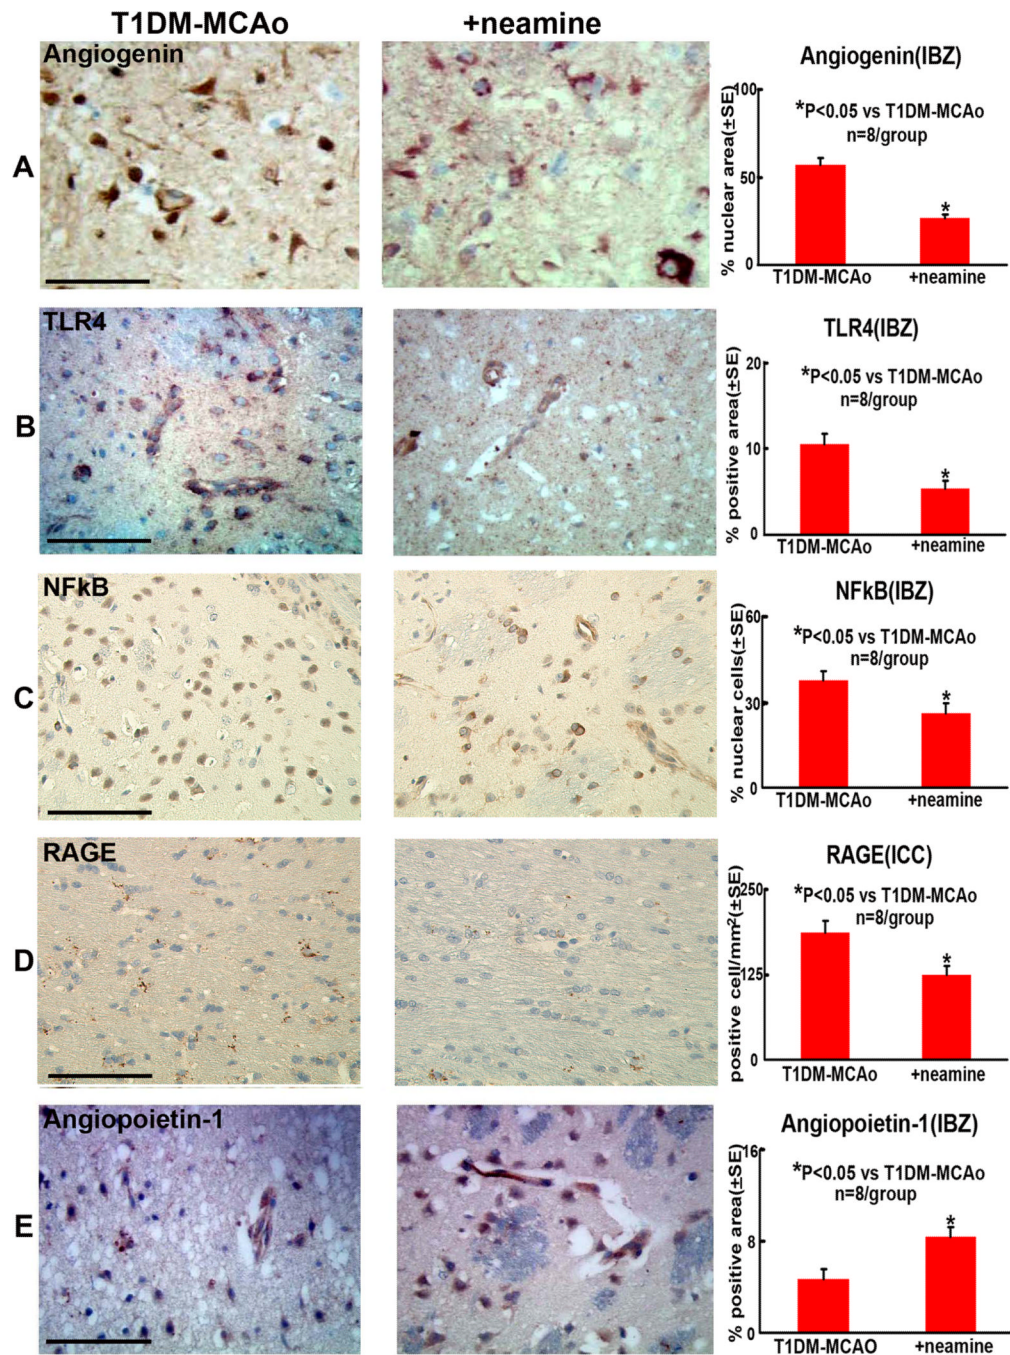 T1DM-MCAo
+neamine
A
Angiogenin
Angiogenin(IBZ)
% nuclear area(±SE)
100
50
0
*P<0.05 vs T1DM-MCAo
n=8/group
*
T1DM-MCAo
+neamine
B
TLR4
TLR4(IBZ)
% positive area(±SE)
20
10
0
*P<0.05 vs T1DM-MCAo
n=8/group
*
T1DM-MCAo
+neamine
C
NFkB
NFkB(IBZ)
% nuclear cells(±SE)
60
30
0
*P<0.05 vs T1DM-MCAo
n=8/group
*
T1DM-MCAo
+neamine
D
RAGE
RAGE(ICC)
positive cell/mm²(±SE)
250
125
0
*P<0.05 vs T1DM-MCAo
n=8/group
*
T1DM-MCAo
+neamine
E
Angiopoietin-1
Angiopoietin-1(IBZ)
% positive area(±SE)
16
8
0
*P<0.05 vs T1DM-MCAo
n=8/group
*
T1DM-MCAO
+neamine